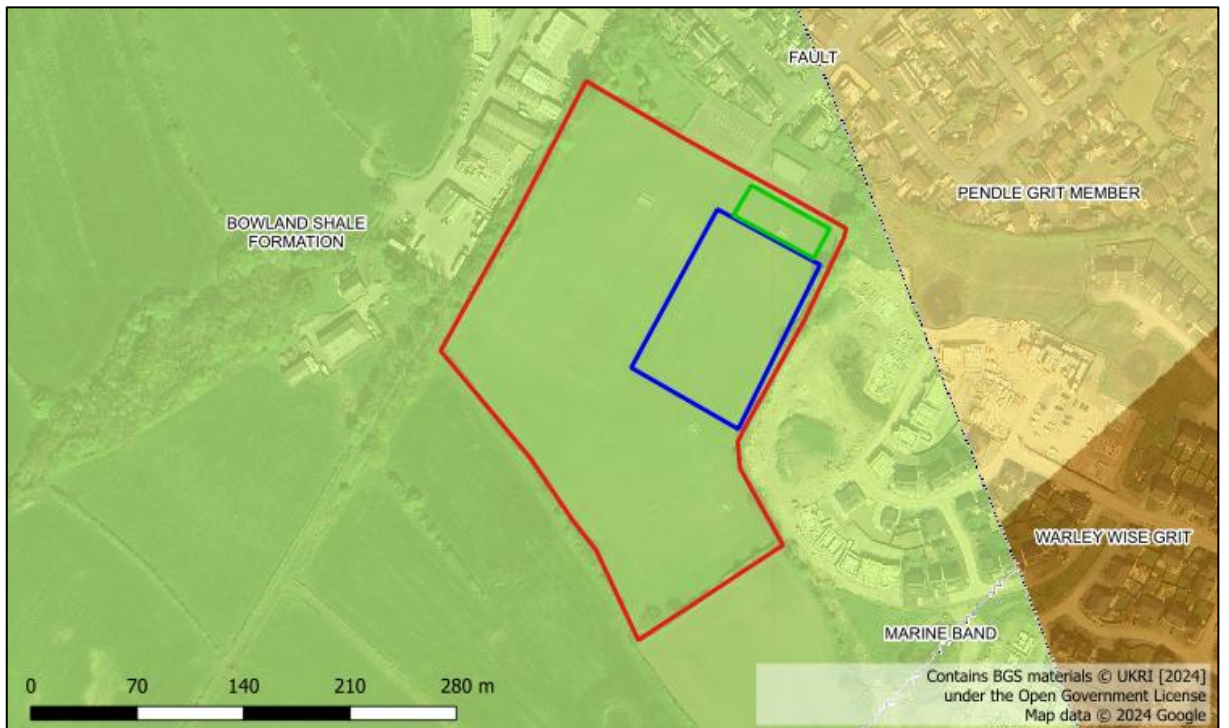 FAULT
PENDLE GRIT MEMBER
BOWLAND SHALE
FORMATION
WARLEY WISE GRIT
MARINE BAND
0 70 140 210 280 m
Contains BGS materials © UKRI [2024]
under the Open Government License
Map data © 2024 Google